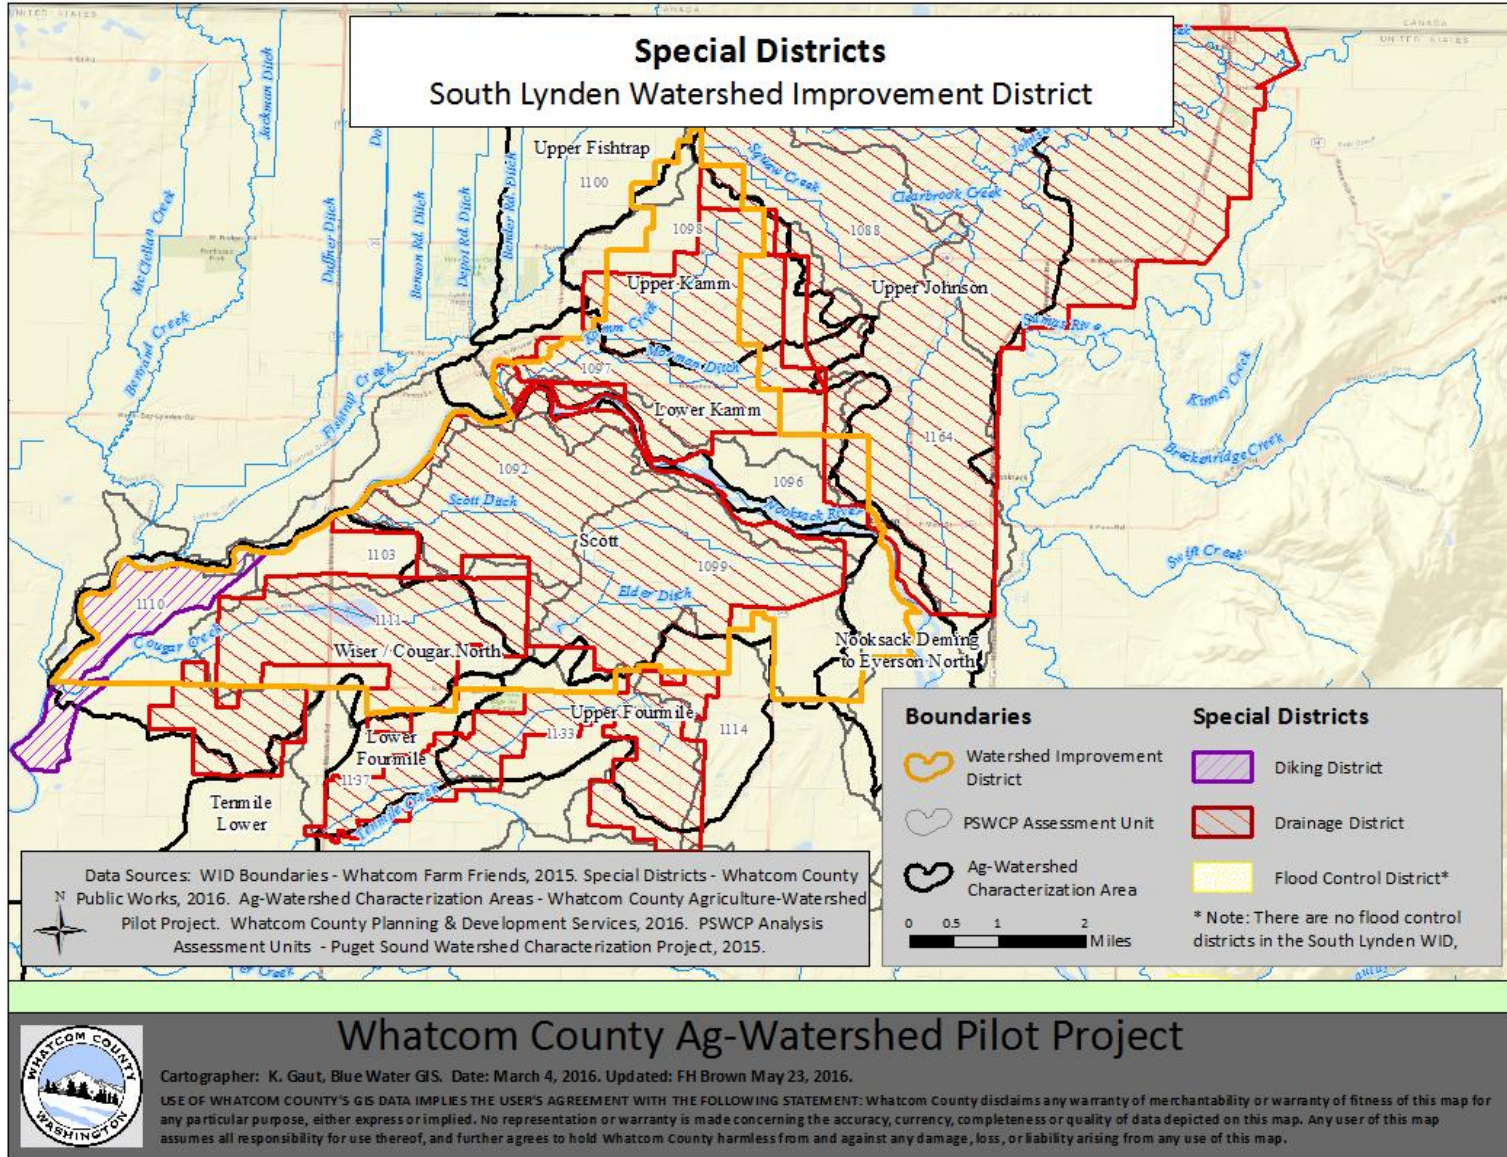 UNITED STATES
CANADA
CANADA
UNITED STATES
Special Districts
South Lynden Watershed Improvement District
Jackman Ditch
McClellan Creek
Bertrand Creek
Duffner Ditch
Benson Rd. Ditch
Depot Rd. Ditch
Bender Rd. Ditch
Fishtrap Creek
Upper Fishtrap
1100
Squaw Creek
Clearbrook Creek
1098
1088
Upper Kamm
Upper Johnson
Kamm Creek
Mormon Ditch
1097
Lower Kamm
Sumas River
Kinney Creek
Breckenridge Creek
Swift Creek
1164
1092
1096
Scott Ditch
Nooksack River
Scott
1103
1099
Elder Ditch
1110
1111
Cougar Creek
Wiser / Cougar North
Nooksack Deming
to Everson North
Upper Fourmile
1133
1114
Lower
Fourmile
1137
Tenmile Creek
Tenmile
Lower
Boundaries
Watershed Improvement
District
PSWCP Assessment Unit
Ag-Watershed
Characterization Area
0 0.5 1 2
Miles
Special Districts
Diking District
Drainage District
Flood Control District*
* Note: There are no flood control
districts in the South Lynden WID,
N
Data Sources: WID Boundaries - Whatcom Farm Friends, 2015. Special Districts - Whatcom County
Public Works, 2016. Ag-Watershed Characterization Areas - Whatcom County Agriculture-Watershed
Pilot Project. Whatcom County Planning & Development Services, 2016. PSWCP Analysis
Assessment Units - Puget Sound Watershed Characterization Project, 2015.
WHATCOM COUNTY
WASHINGTON
Whatcom County Ag-Watershed Pilot Project
Cartographer: K. Gaut, Blue Water GIS. Date: March 4, 2016. Updated: FH Brown May 23, 2016.
USE OF WHATCOM COUNTY'S GIS DATA IMPLIES THE USER'S AGREEMENT WITH THE FOLLOWING STATEMENT: Whatcom County disclaims any warranty of merchantability or warranty of fitness of this map for
any particular purpose, either express or implied. No representation or warranty is made concerning the accuracy, currency, completeness or quality of data depicted on this map. Any user of this map
assumes all responsibility for use thereof, and further agrees to hold Whatcom County harmless from and against any damage, loss, or liability arising from any use of this map.